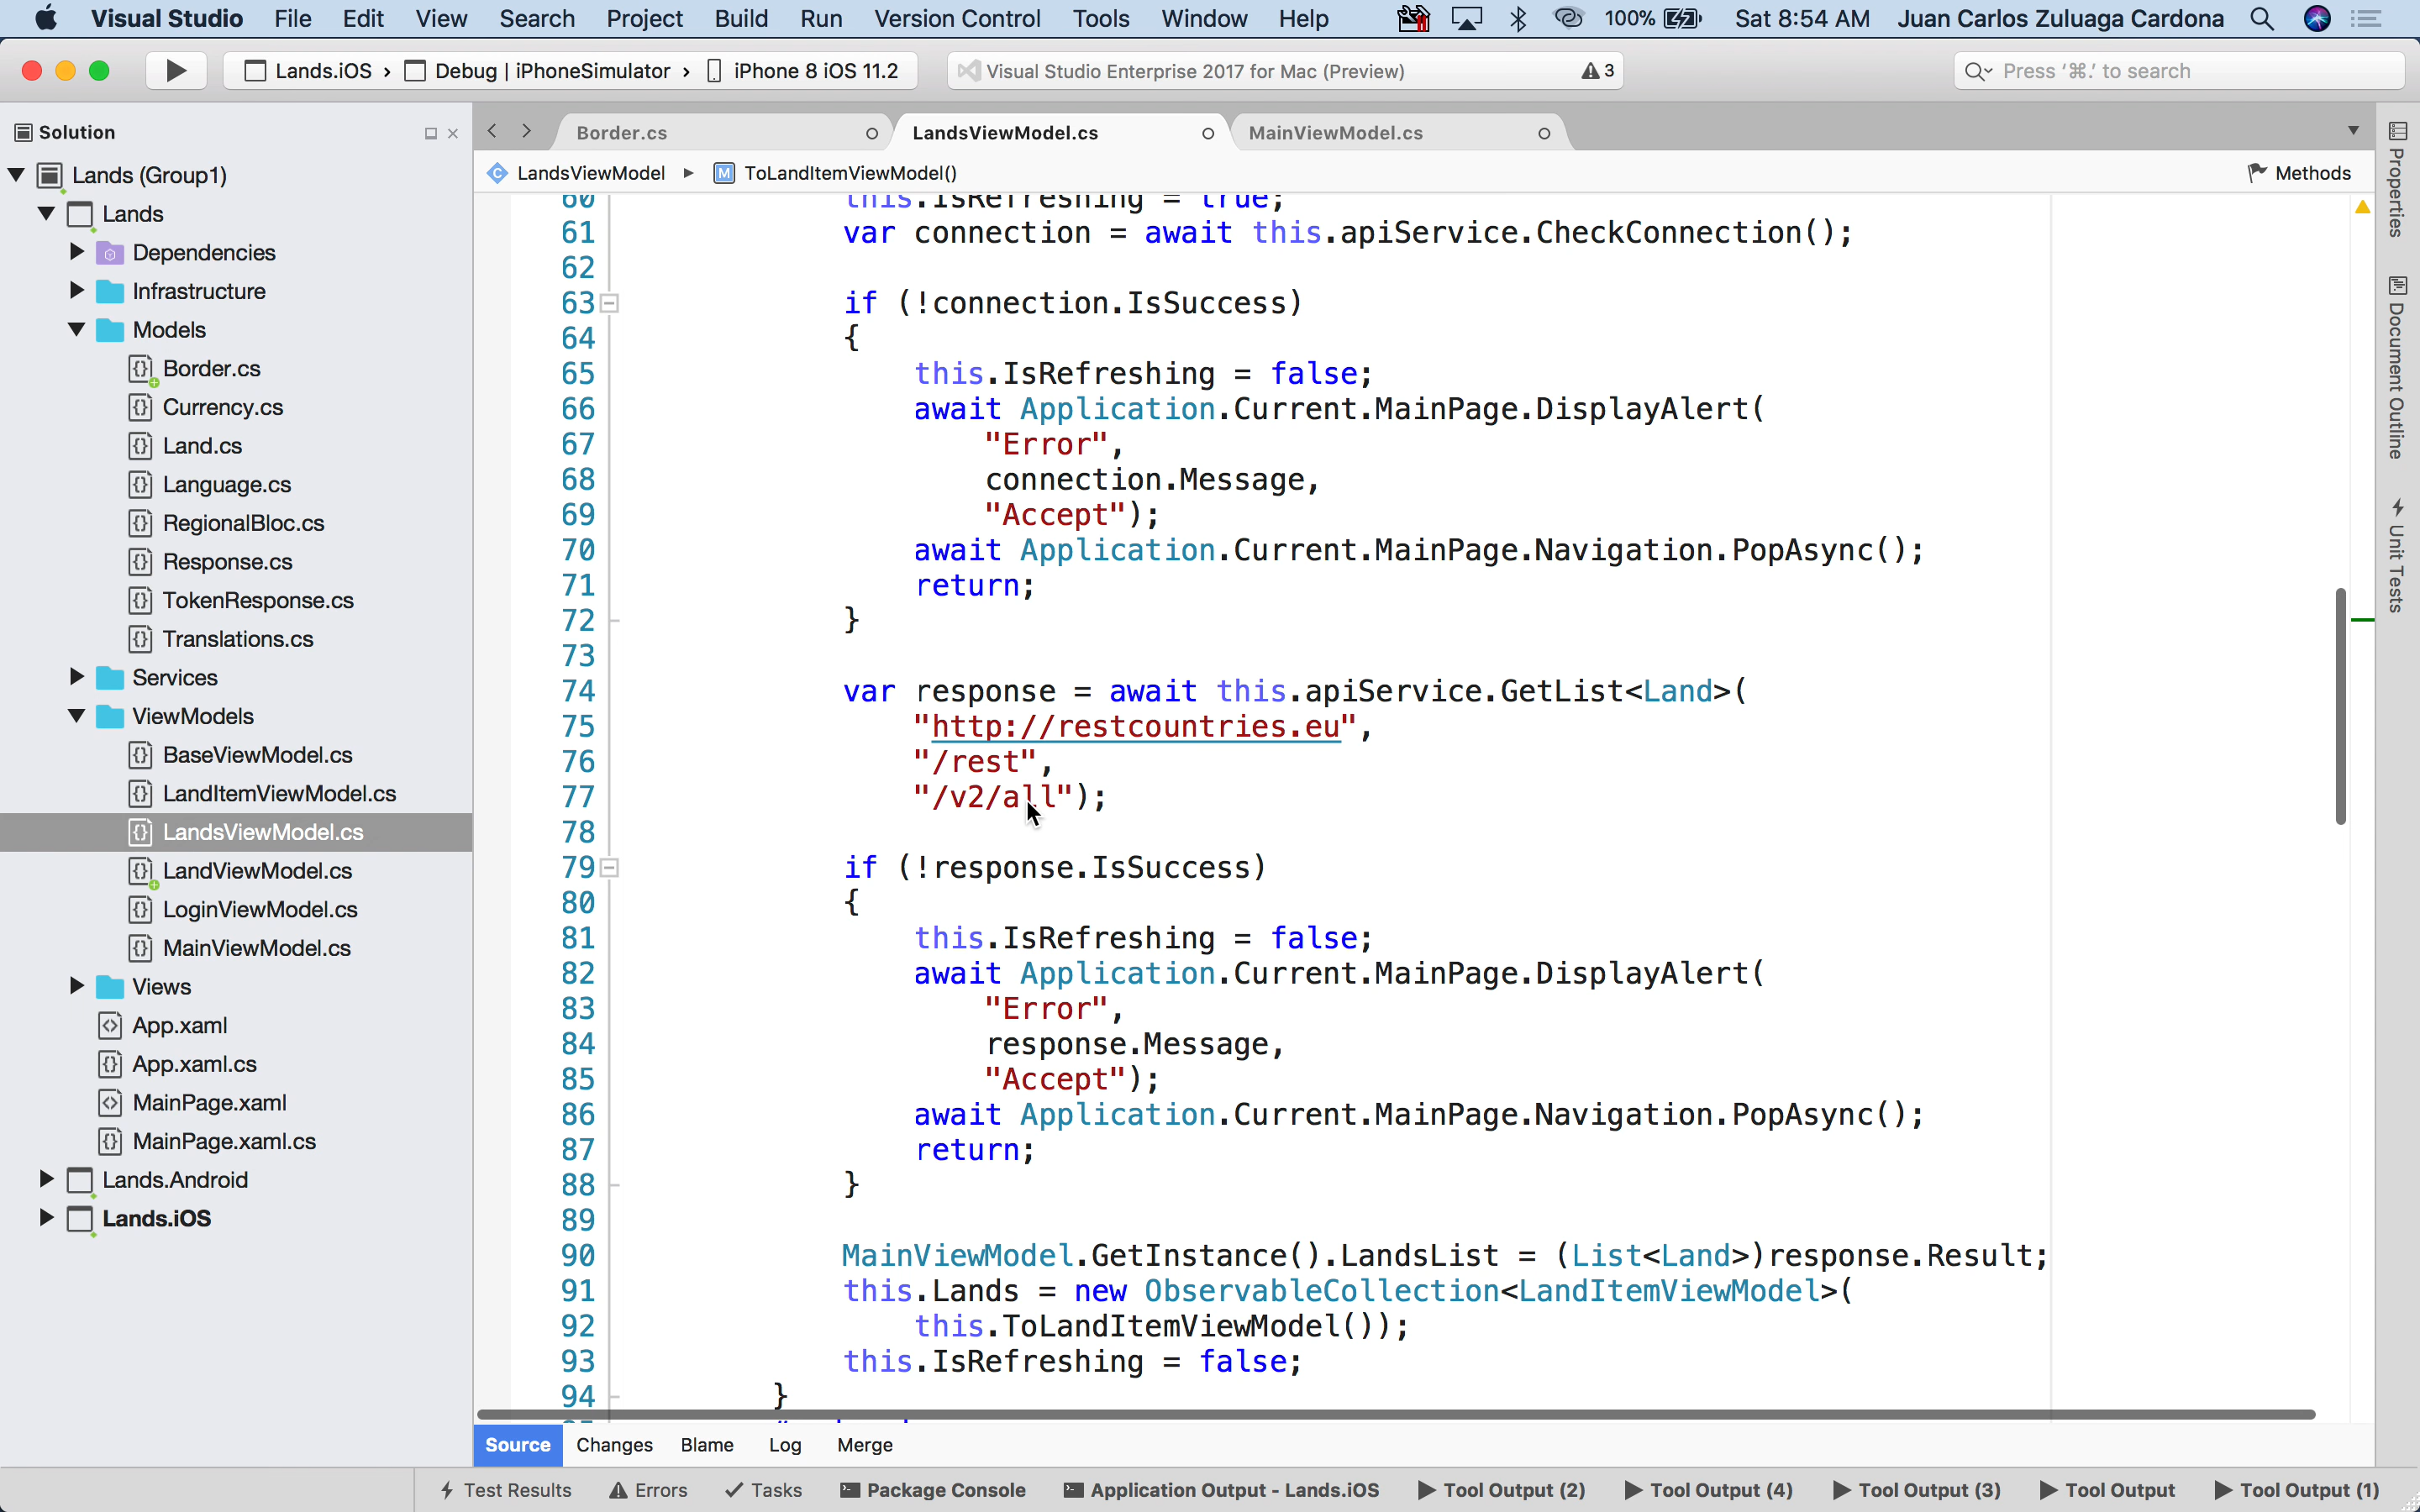 Visual Studio File Edit View Search Project Build Run Version Control Tools Window Help 100% Sat 8:54 AM Juan Carlos Zuluaga Cardona
Lands.iOS › Debug | iPhoneSimulator › iPhone 8 iOS 11.2 Visual Studio Enterprise 2017 for Mac (Preview) 3 Press ‘⌘.’ to search
Solution
Lands (Group1)
Lands
Dependencies
Infrastructure
Models
Border.cs
Currency.cs
Land.cs
Language.cs
RegionalBloc.cs
Response.cs
TokenResponse.cs
Translations.cs
Services
ViewModels
BaseViewModel.cs
LandItemViewModel.cs
LandsViewModel.cs
LandViewModel.cs
LoginViewModel.cs
MainViewModel.cs
Views
App.xaml
App.xaml.cs
MainPage.xaml
MainPage.xaml.cs
Lands.Android
Lands.iOS
Border.cs LandsViewModel.cs MainViewModel.cs
LandsViewModel ▸ M ToLandItemViewModel() Methods
60 this.IsRefreshing = true;
61 var connection = await this.apiService.CheckConnection();
62
63 if (!connection.IsSuccess)
64 {
65 this.IsRefreshing = false;
66 await Application.Current.MainPage.DisplayAlert(
67 "Error",
68 connection.Message,
69 "Accept");
70 await Application.Current.MainPage.Navigation.PopAsync();
71 return;
72 }
73
74 var response = await this.apiService.GetList<Land>(
75 "http://restcountries.eu",
76 "/rest",
77 "/v2/all");
78
79 if (!response.IsSuccess)
80 {
81 this.IsRefreshing = false;
82 await Application.Current.MainPage.DisplayAlert(
83 "Error",
84 response.Message,
85 "Accept");
86 await Application.Current.MainPage.Navigation.PopAsync();
87 return;
88 }
89
90 MainViewModel.GetInstance().LandsList = (List<Land>)response.Result;
91 this.Lands = new ObservableCollection<LandItemViewModel>(
92 this.ToLandItemViewModel());
93 this.IsRefreshing = false;
94 }
Properties
Document Outline
Unit Tests
Source Changes Blame Log Merge
Test Results Errors Tasks Package Console Application Output - Lands.iOS Tool Output (2) Tool Output (4) Tool Output (3) Tool Output Tool Output (1)